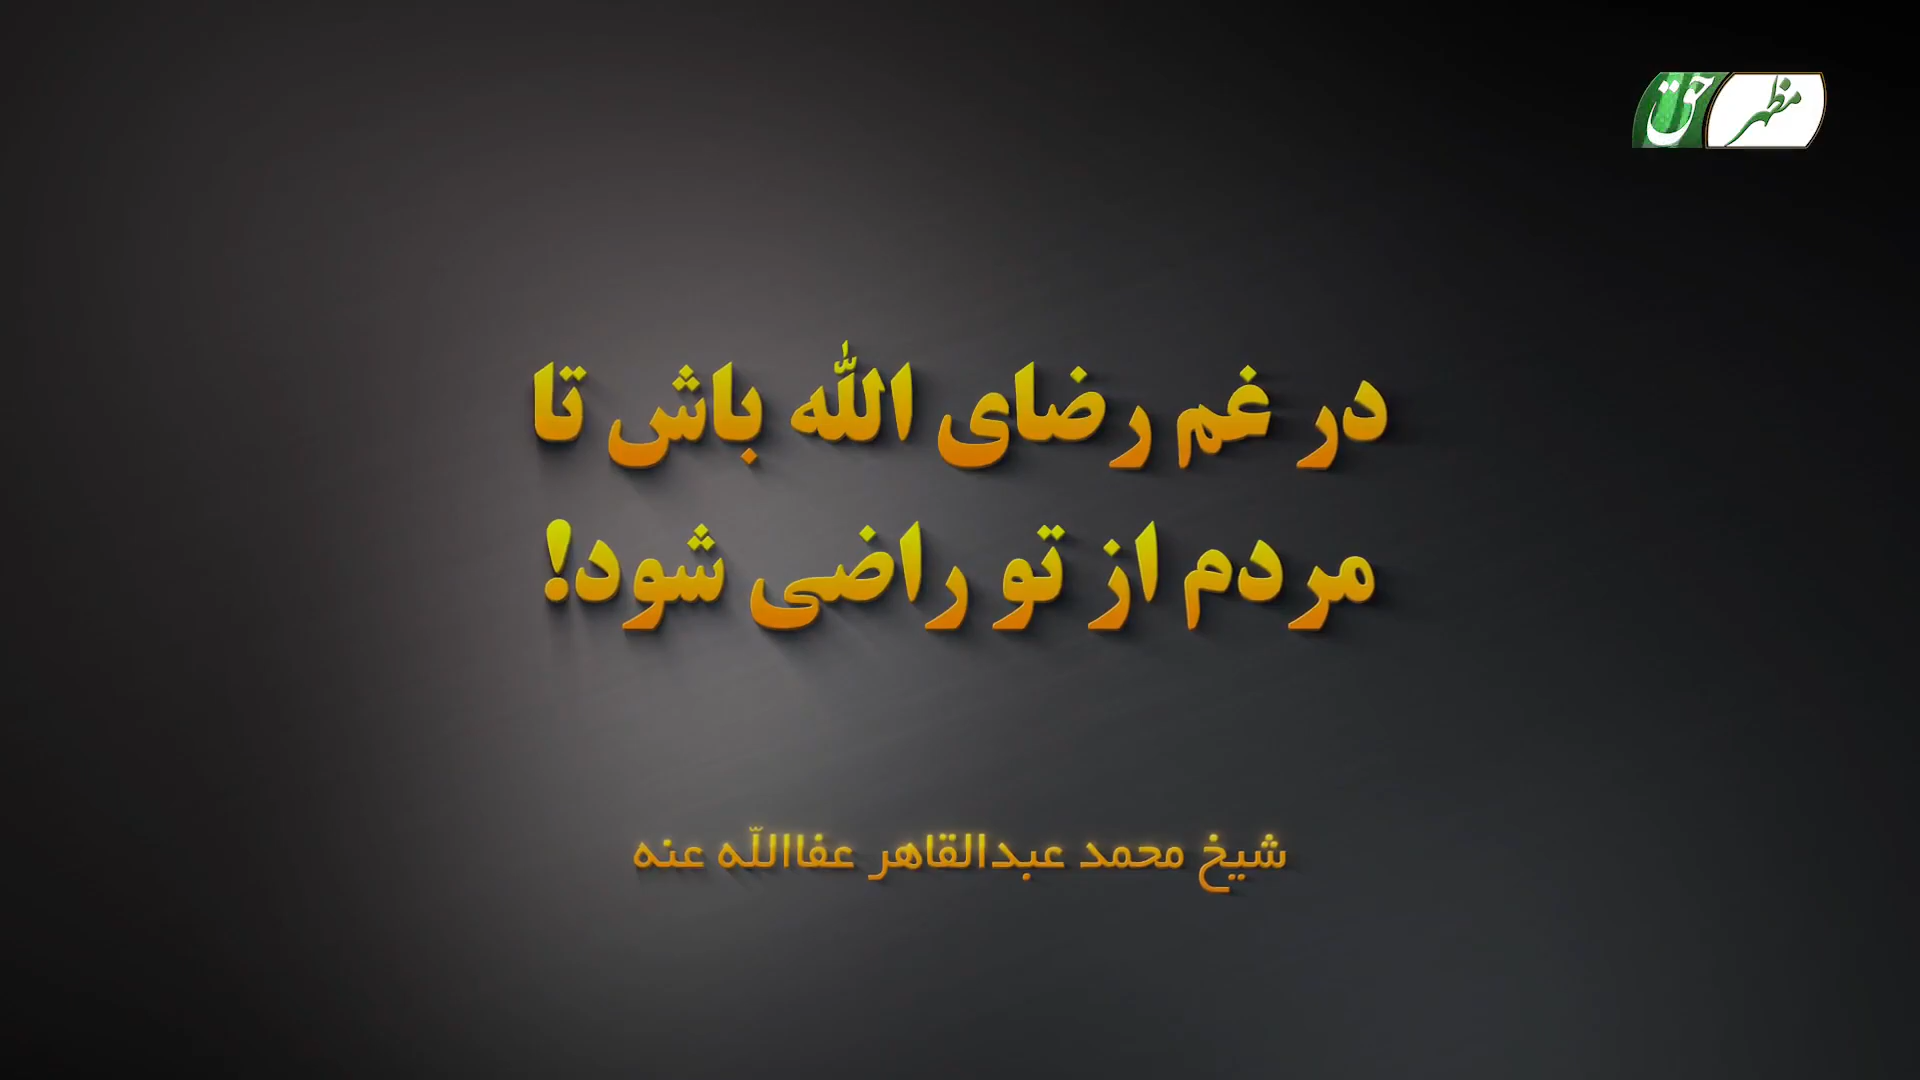 مظهر حق
در غم رضای الله باش تا
مردم از تو راضی شود!
شیخ محمد عبدالقاهر عفاالله عنه